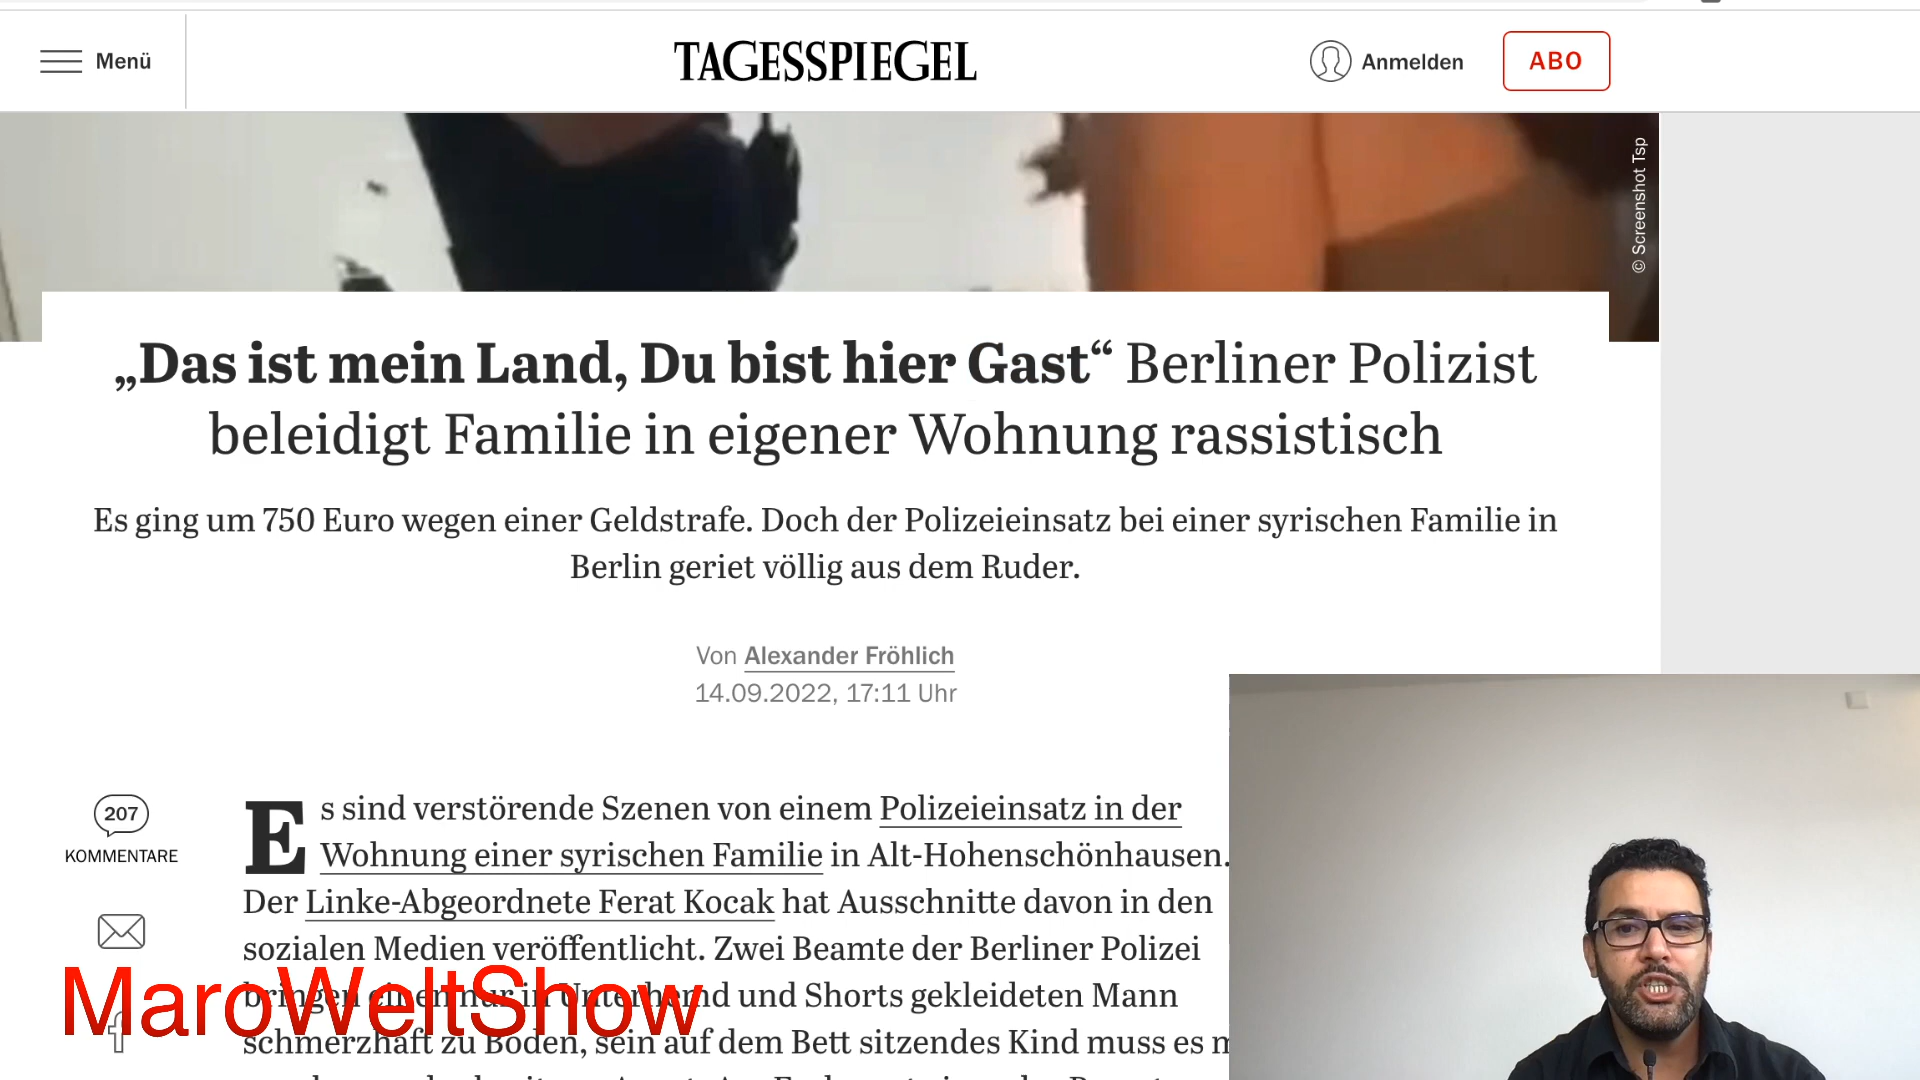 Menü
TAGESSPIEGEL
Anmelden
ABO
© Screenshot Tsp
„Das ist mein Land, Du bist hier Gast“ Berliner Polizist
beleidigt Familie in eigener Wohnung rassistisch
Es ging um 750 Euro wegen einer Geldstrafe. Doch der Polizeieinsatz bei einer syrischen Familie in
Berlin geriet völlig aus dem Ruder.
Von Alexander Fröhlich
14.09.2022, 17:11 Uhr
207
KOMMENTARE
Es sind verstörende Szenen von einem Polizeieinsatz in der
Wohnung einer syrischen Familie in Alt-Hohenschönhausen.
Der Linke-Abgeordnete Ferat Kocak hat Ausschnitte davon in den
sozialen Medien veröffentlicht. Zwei Beamte der Berliner Polizei
bringen einen nur in Unterhemd und Shorts gekleideten Mann
schmerzhaft zu Boden, sein auf dem Bett sitzendes Kind muss es
MaroWeltShow